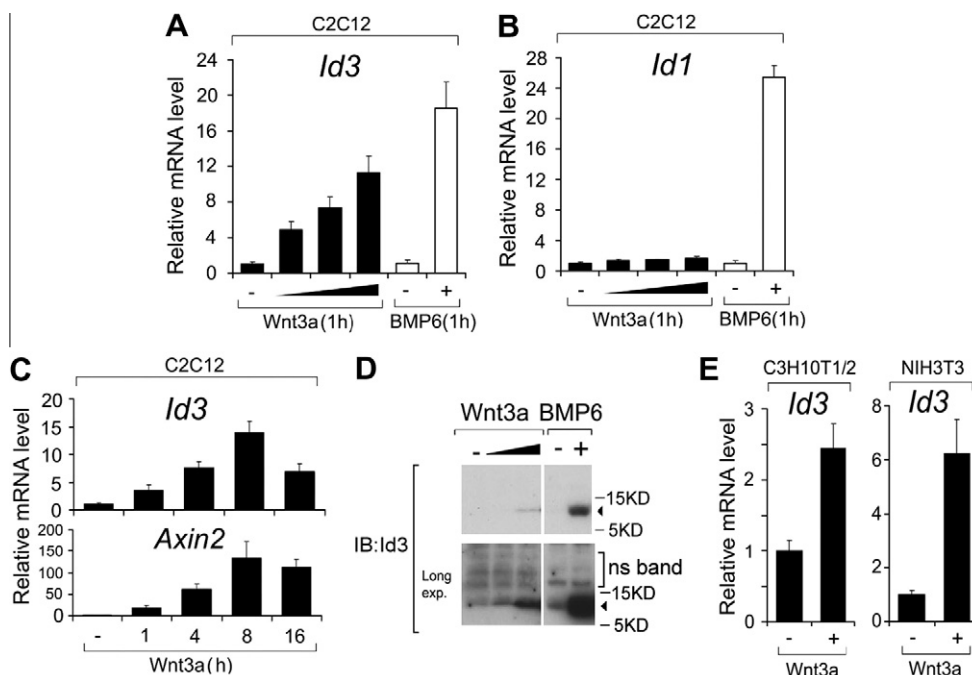 A
C2C12
Id3
Relative mRNA level
24
20
16
12
8
4
0
- - +
Wnt3a(1h) BMP6(1h)
B
C2C12
Id1
Relative mRNA level
28
24
20
16
12
8
4
0
- - +
Wnt3a(1h) BMP6(1h)
C
C2C12
Id3
Relative mRNA level
20
15
10
5
0
Axin2
200
150
100
50
0
- 1 4 8 16
Wnt3a(h)
D
Wnt3a BMP6
- - +
IB:Id3
15KD
5KD
Long
exp.
ns band
15KD
5KD
E
C3H10T1/2
Id3
Relative mRNA level
3
2
1
0
- +
Wnt3a
NIH3T3
Id3
8
6
4
2
0
- +
Wnt3a